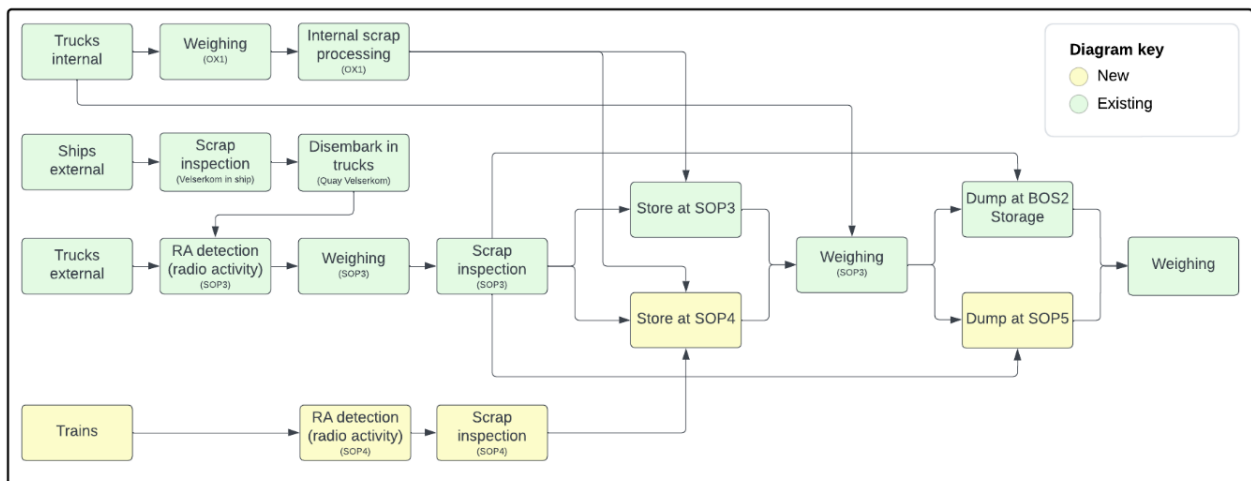 Trucks
internal
Weighing
(OX1)
Internal scrap
processing
(OX1)
Diagram key
New
Existing
Ships
external
Scrap
inspection
(Velserkom in ship)
Disembark in
trucks
(Quay Velserkom)
Store at SOP3
Dump at BOS2
Storage
Trucks
external
RA detection
(radio activity)
(SOP3)
Weighing
(SOP3)
Scrap
inspection
(SOP3)
Weighing
(SOP3)
Weighing
Store at SOP4
Dump at SOP5
Trains
RA detection
(radio activity)
(SOP4)
Scrap
inspection
(SOP4)